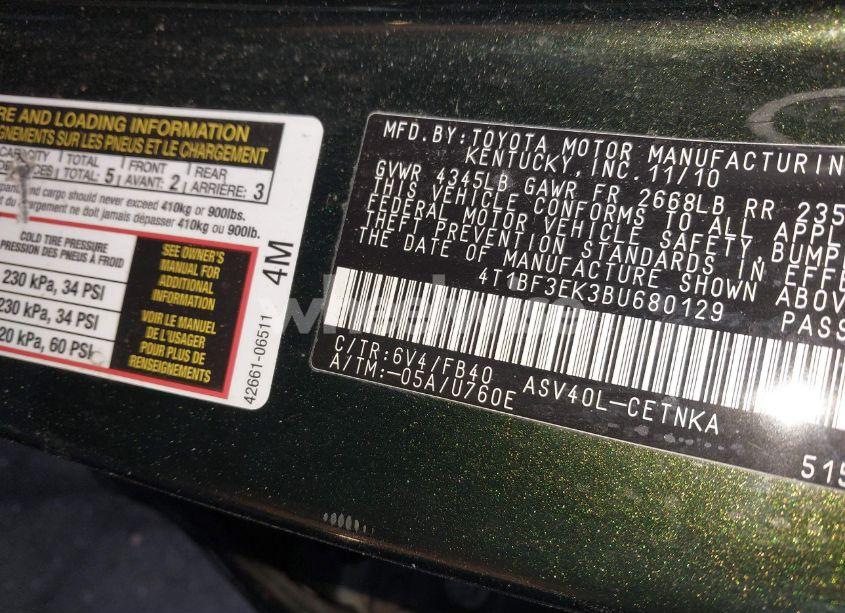 RE AND LOADING INFORMATION
GNEMENTS SUR LES PNEUS ET LE CHARGEMENT
CAPACITY TOTAL FRONT REAR
TOTAL: 5 AVANT: 2 ARRIÈRE: 3
pants and cargo should never exceed 410kg or 900lbs.
du chargement ne doit jamais dépasser 410kg ou 900lb.
COLD TIRE PRESSURE
PRESSION DES PNEUS À FROID
230 kPa, 34 PSI
230 kPa, 34 PSI
20 kPa, 60 PSI
SEE OWNER'S
MANUAL FOR
ADDITIONAL
INFORMATION
VOIR LE MANUEL
DE L'USAGER
POUR PLUS DE
RENSEIGNEMENTS
42661-06511 4M
MFD.BY:TOYOTA MOTOR MANUFACTURIN
KENTUCKY,INC. 11/10
GVWR 4345LB GAWR FR 2668LB RR 235
THIS VEHICLE CONFORMS TO ALL APPL
FEDERAL MOTOR VEHICLE SAFETY, BUMP
THEFT PREVENTION STANDARDS IN EFFE
THE DATE OF MANUFACTURE SHOWN ABOV
4T1BF3EK3BU680129 PASS
C/TR:6V4/FB40 ASV40L-CETNKA
A/TM:-05A/U760E
515